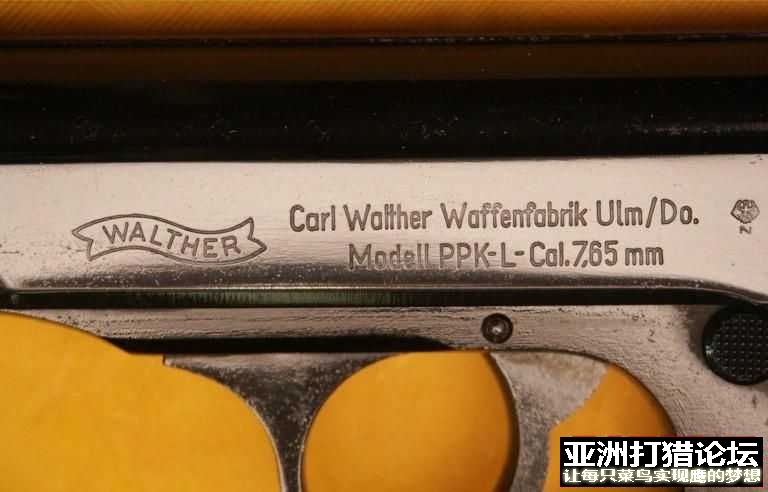 WALTHER
Carl Walther Waffenfabrik Ulm/Do.
Modell PPK-L-Cal.7,65 mm
N
亚洲打猎论坛
让每只菜鸟实现鹰的梦想